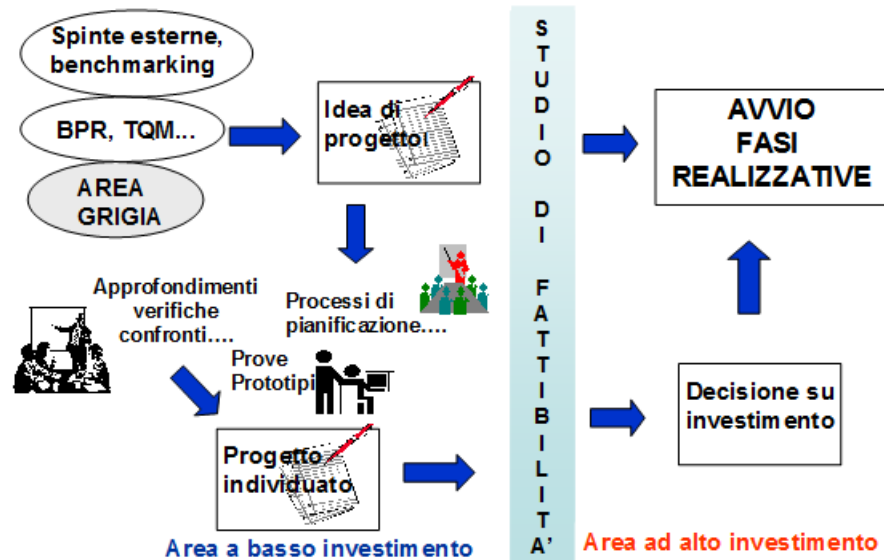 Spinte esterne,
benchmarking
BPR, TQM...
AREA
GRIGIA
Idea di
progetto
Approfondimenti
verifiche
confronti....
Processi di
pianificazione....
Prove
Prototipi
Progetto
individuato
Area a basso investimento
S
T
U
D
I
O
D
I
F
A
T
T
I
B
I
L
I
T
A'
AVVIO
FASI
REALIZZATIVE
Decisione su
investimento
Area ad alto investimento